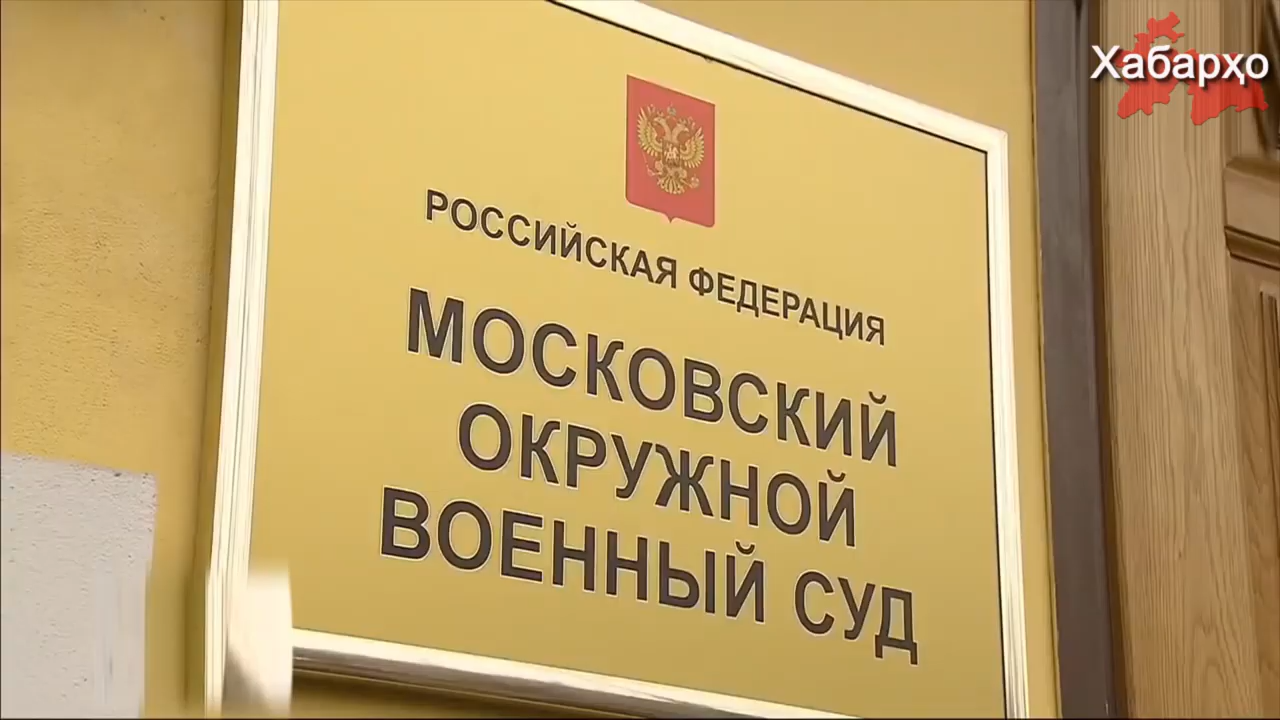 Хабарҳо
РОССИЙСКАЯ ФЕДЕРАЦИЯ
МОСКОВСКИЙ
ОКРУЖНОЙ
ВОЕННЫЙ СУД